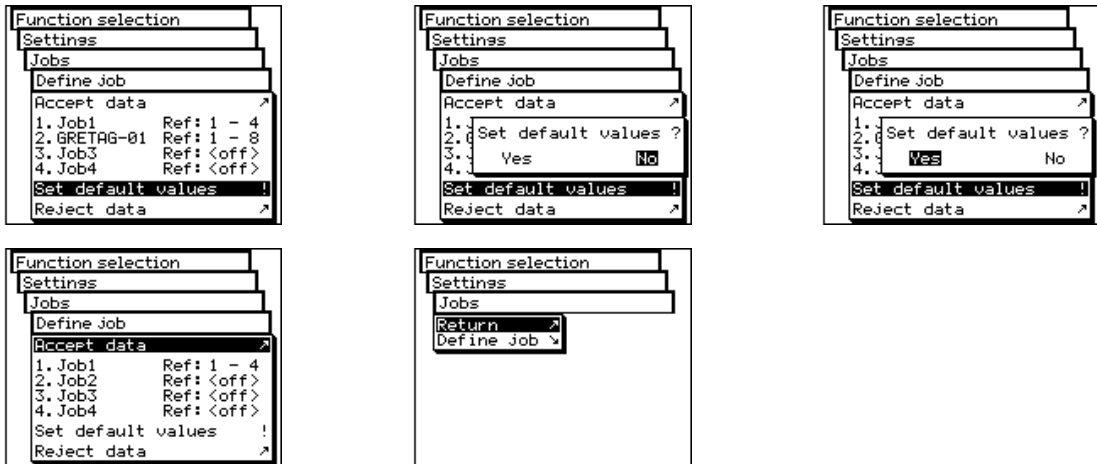 Function selection
Settings
Jobs
Define job
Accept data ↗
1.Job1 Ref: 1 - 4
2.GRETAG-01 Ref: 1 - 8
3.Job3 Ref: <off>
4.Job4 Ref: <off>
Set default values !
Reject data ↗
Function selection
Settings
Jobs
Define job
Accept data ↗
1.
2.
3.
4.
Set default values ?
Yes No
Set default values !
Reject data ↗
Function selection
Settings
Jobs
Define job
Accept data ↗
1.
2.
3.
4.
Set default values ?
Yes No
Set default values !
Reject data ↗
Function selection
Settings
Jobs
Define job
Accept data ↗
1.Job1 Ref: 1 - 4
2.Job2 Ref: <off>
3.Job3 Ref: <off>
4.Job4 Ref: <off>
Set default values !
Reject data ↗
Function selection
Settings
Jobs
Return ↗
Define job ↘